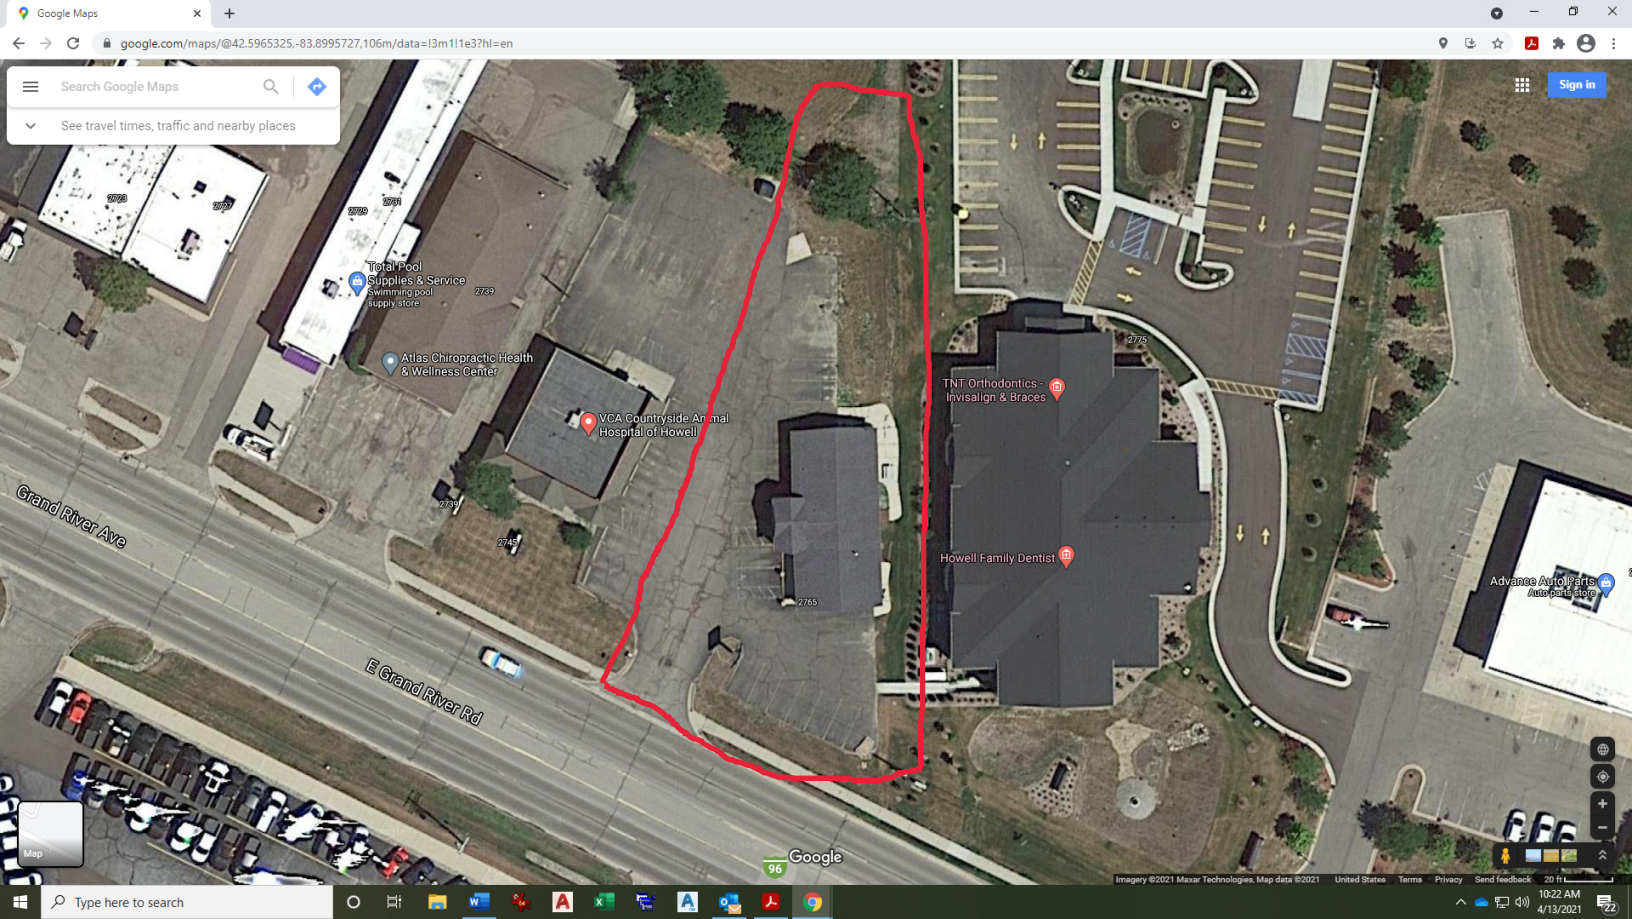 Google Maps
google.com/maps/@42.5965325,-83.8995727,106m/data=!3m1!1e3?hl=en
Search Google Maps
See travel times, traffic and nearby places
Sign in
2723
2727
2729
2731
Total Pool
Supplies & Service
Swimming pool
supply store
2739
Atlas Chiropractic Health
& Wellness Center
VCA Countryside Animal
Hospital of Howell
2739
2745
2765
2775
TNT Orthodontics -
Invisalign & Braces
Howell Family Dentist
Advance Auto Parts
Auto parts store
Grand River Ave
E Grand River Rd
96
Google
Map
Imagery ©2021 Maxar Technologies, Map data ©2021 United States Terms Privacy Send feedback 20 ft
Type here to search
10:22 AM
4/13/2021
22